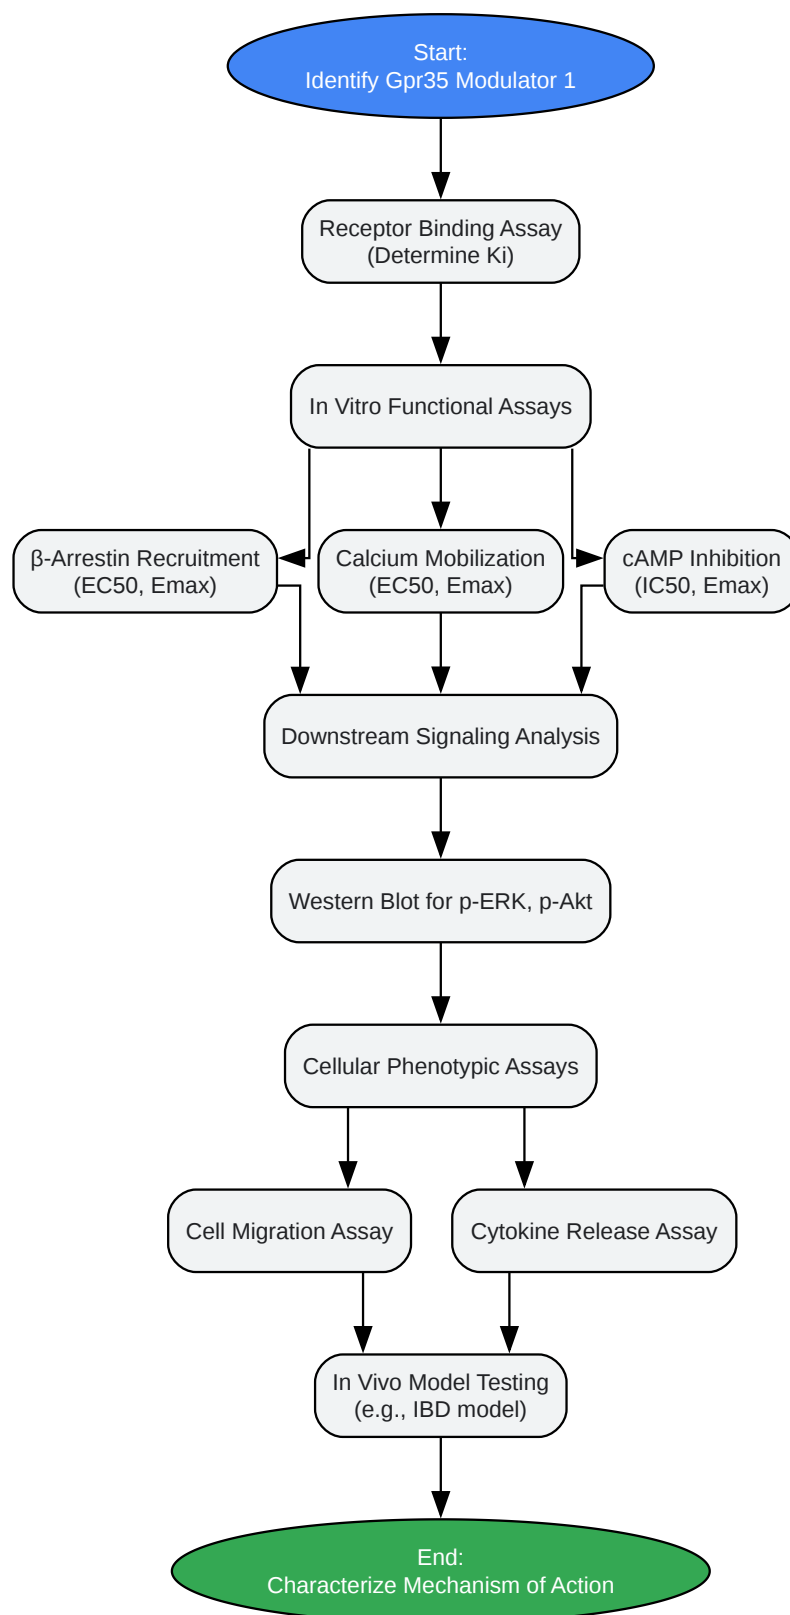 Start:
Identify Gpr35 Modulator 1
Receptor Binding Assay
(Determine Ki)
In Vitro Functional Assays
β-Arrestin Recruitment
(EC50, Emax)
Calcium Mobilization
(EC50, Emax)
cAMP Inhibition
(IC50, Emax)
Downstream Signaling Analysis
Western Blot for p-ERK, p-Akt
Cellular Phenotypic Assays
Cell Migration Assay
Cytokine Release Assay
In Vivo Model Testing
(e.g., IBD model)
End:
Characterize Mechanism of Action